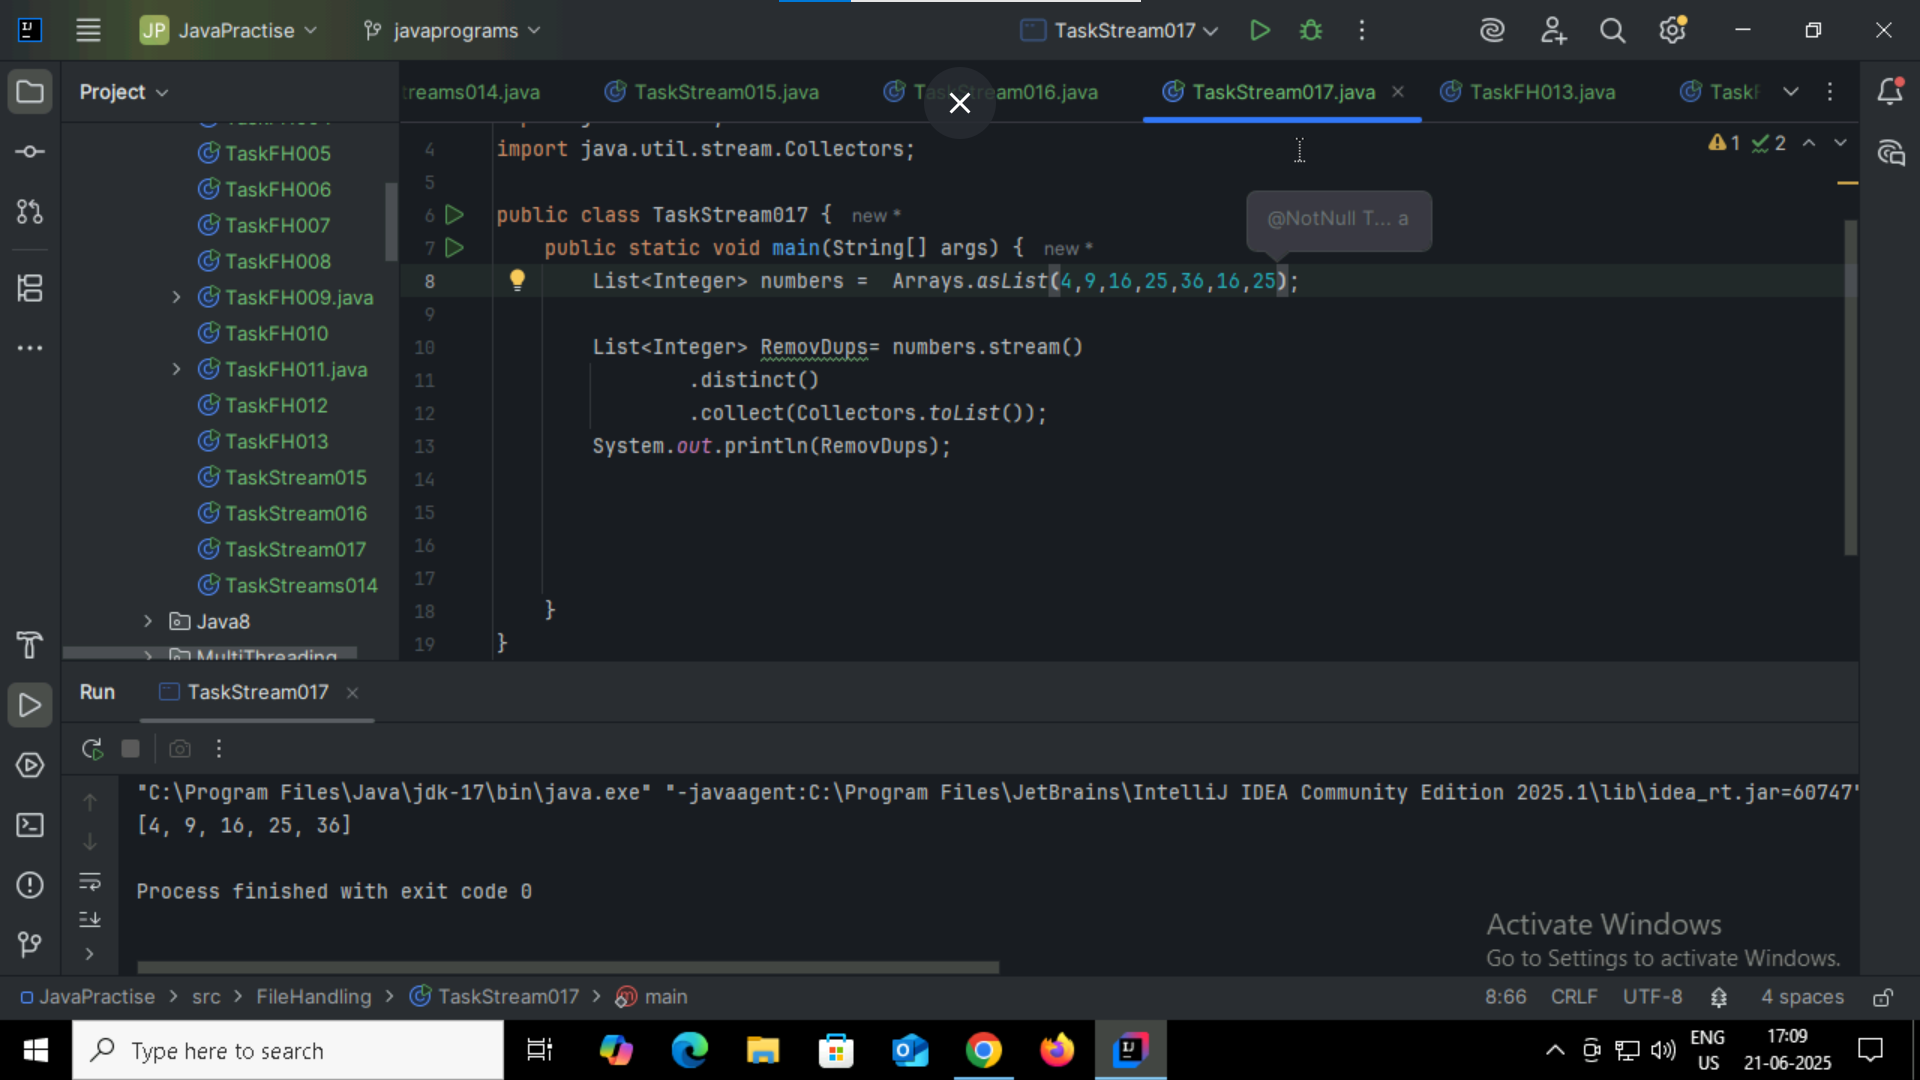 JP JavaPractise
javaprograms
TaskStream017
Project
treams014.java
TaskStream015.java
am016.java
TaskStream017.java
TaskFH013.java
TaskF
TaskFH005
TaskFH006
TaskFH007
TaskFH008
TaskFH009.java
TaskFH010
TaskFH011.java
TaskFH012
TaskFH013
TaskStream015
TaskStream016
TaskStream017
TaskStreams014
Java8
MultiThreading
1 2
@NotNull T... a
4 import java.util.stream.Collectors;
5
6 public class TaskStream017 { new *
7 public static void main(String[] args) { new *
8 List<Integer> numbers = Arrays.asList(4,9,16,25,36,16,25);
9
10 List<Integer> RemovDups= numbers.stream()
11 .distinct()
12 .collect(Collectors.toList());
13 System.out.println(RemovDups);
14
15
16
17
18 }
19 }
Run TaskStream017
"C:\Program Files\Java\jdk-17\bin\java.exe" "-javaagent:C:\Program Files\JetBrains\IntelliJ IDEA Community Edition 2025.1\lib\idea_rt.jar=60747"
[4, 9, 16, 25, 36]
Process finished with exit code 0
Activate Windows
Go to Settings to activate Windows.
JavaPractise > src > FileHandling > TaskStream017 > main
8:66 CRLF UTF-8 4 spaces
Type here to search
ENG
US
17:09
21-06-2025